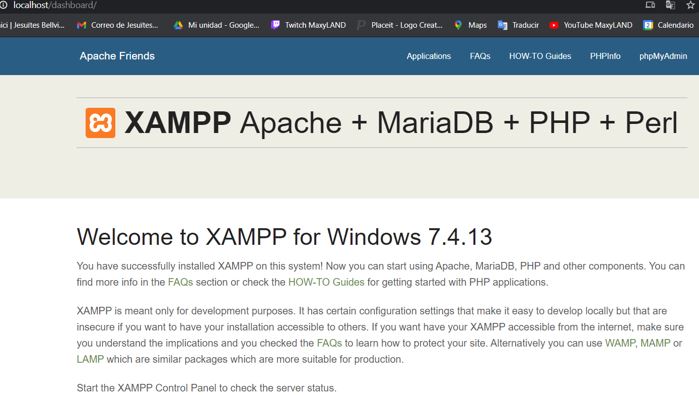 localhost/dashboard/
ici | Jesuïtes Bellvi... Correo de Jesuites... Mi unidad - Google... Twitch MaxyLAND Placeit - Logo Creat... Maps Traducir YouTube MaxyLAND Calendario
Apache Friends Applications FAQs HOW-TO Guides PHPInfo phpMyAdmin
XAMPP Apache + MariaDB + PHP + Perl
Welcome to XAMPP for Windows 7.4.13
You have successfully installed XAMPP on this system! Now you can start using Apache, MariaDB, PHP and other components. You can
find more info in the FAQs section or check the HOW-TO Guides for getting started with PHP applications.
XAMPP is meant only for development purposes. It has certain configuration settings that make it easy to develop locally but that are
insecure if you want to have your installation accessible to others. If you want have your XAMPP accessible from the internet, make sure
you understand the implications and you checked the FAQs to learn how to protect your site. Alternatively you can use WAMP, MAMP or
LAMP which are similar packages which are more suitable for production.
Start the XAMPP Control Panel to check the server status.